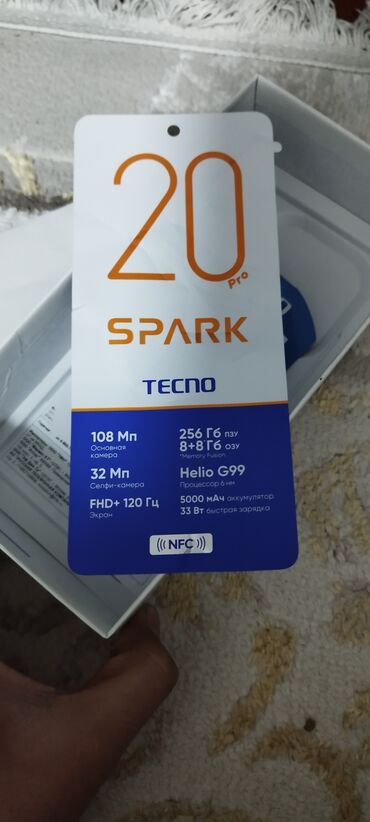 20
Pro
SPARK
TECNO
108 Мп
Основная
камера
32 Мп
Селфи-камера
FHD+ 120 Гц
Экран
256 Гб ПЗУ
8+8 Гб ОЗУ
*Memory Fusion
Helio G99
Процессор 6 нм
5000 мАч аккумулятор
33 Вт быстрая зарядка
NFC